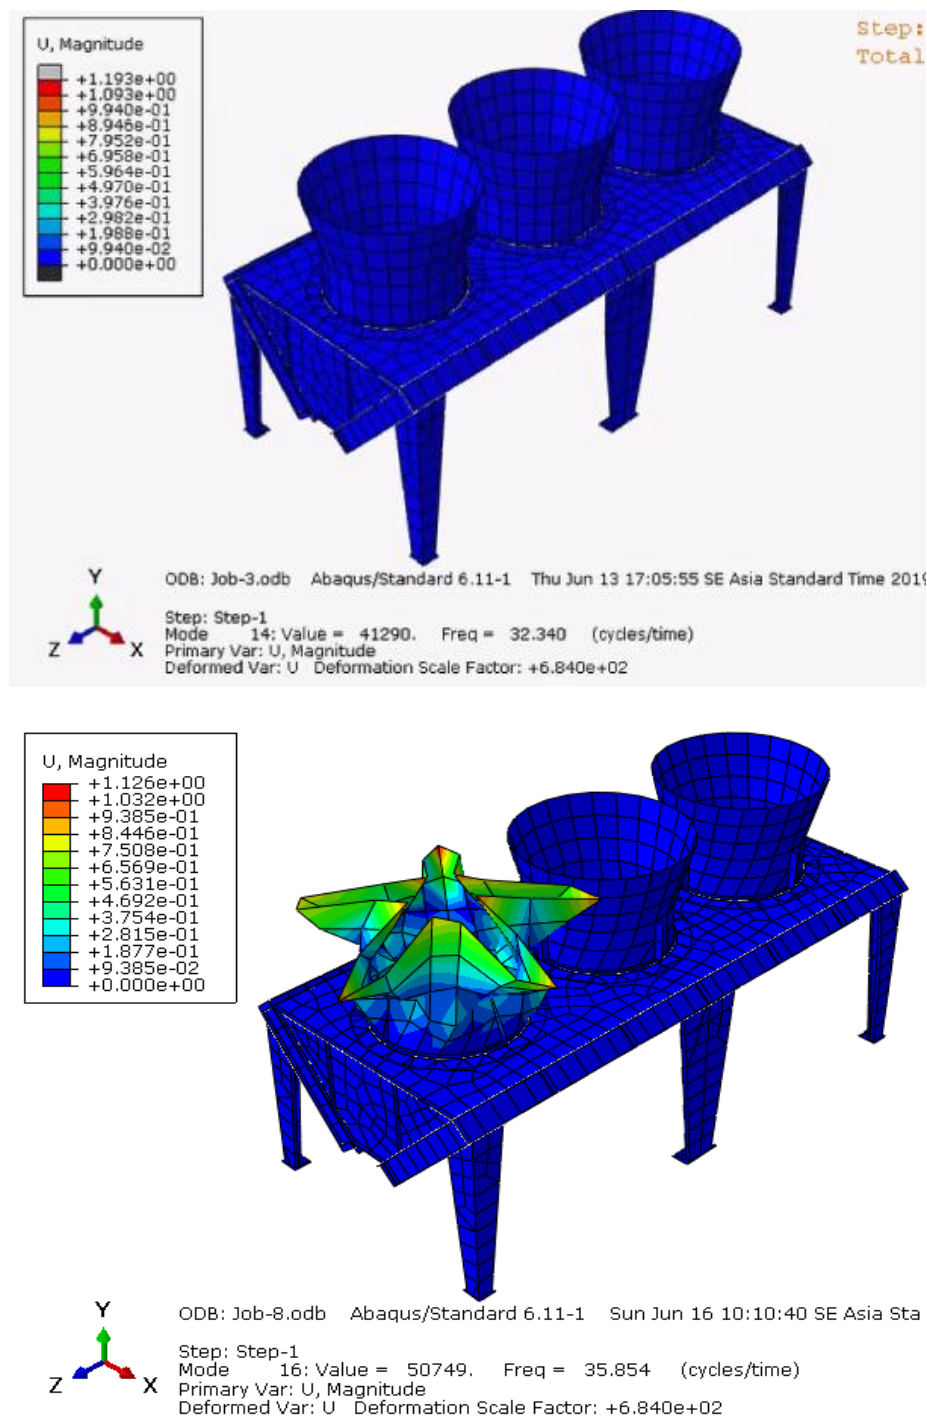 U, Magnitude
+1.193e+00
+1.093e+00
+9.940e-01
+8.946e-01
+7.952e-01
+6.958e-01
+5.964e-01
+4.970e-01
+3.976e-01
+2.982e-01
+1.988e-01
+9.940e-02
+0.000e+00
Step:
Total
Y
Z
X
ODB: Job-3.odb Abaqus/Standard 6.11-1 Thu Jun 13 17:05:55 SE Asia Standard Time 2019
Step: Step-1
Mode 14: Value = 41290. Freq = 32.340 (cycles/time)
Primary Var: U, Magnitude
Deformed Var: U Deformation Scale Factor: +6.840e+02
U, Magnitude
+1.126e+00
+1.032e+00
+9.385e-01
+8.446e-01
+7.508e-01
+6.569e-01
+5.631e-01
+4.692e-01
+3.754e-01
+2.815e-01
+1.877e-01
+9.385e-02
+0.000e+00
Y
Z
X
ODB: Job-8.odb Abaqus/Standard 6.11-1 Sun Jun 16 10:10:40 SE Asia Sta
Step: Step-1
Mode 16: Value = 50749. Freq = 35.854 (cycles/time)
Primary Var: U, Magnitude
Deformed Var: U Deformation Scale Factor: +6.840e+02